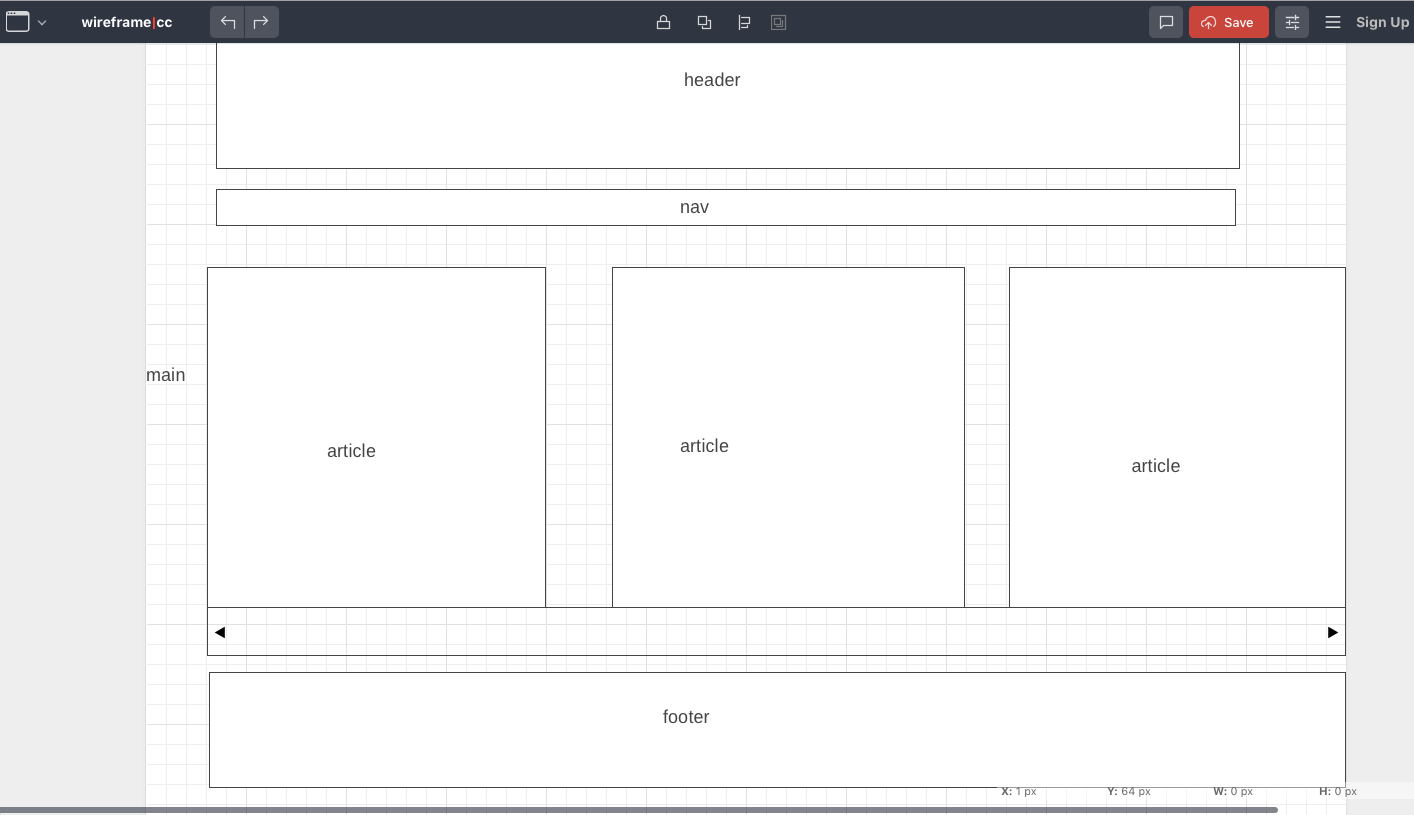 wireframe|cc
Save
Sign Up
header
nav
main
article
article
article
footer
X: 1 px Y: 64 px W: 0 px H: 0 px